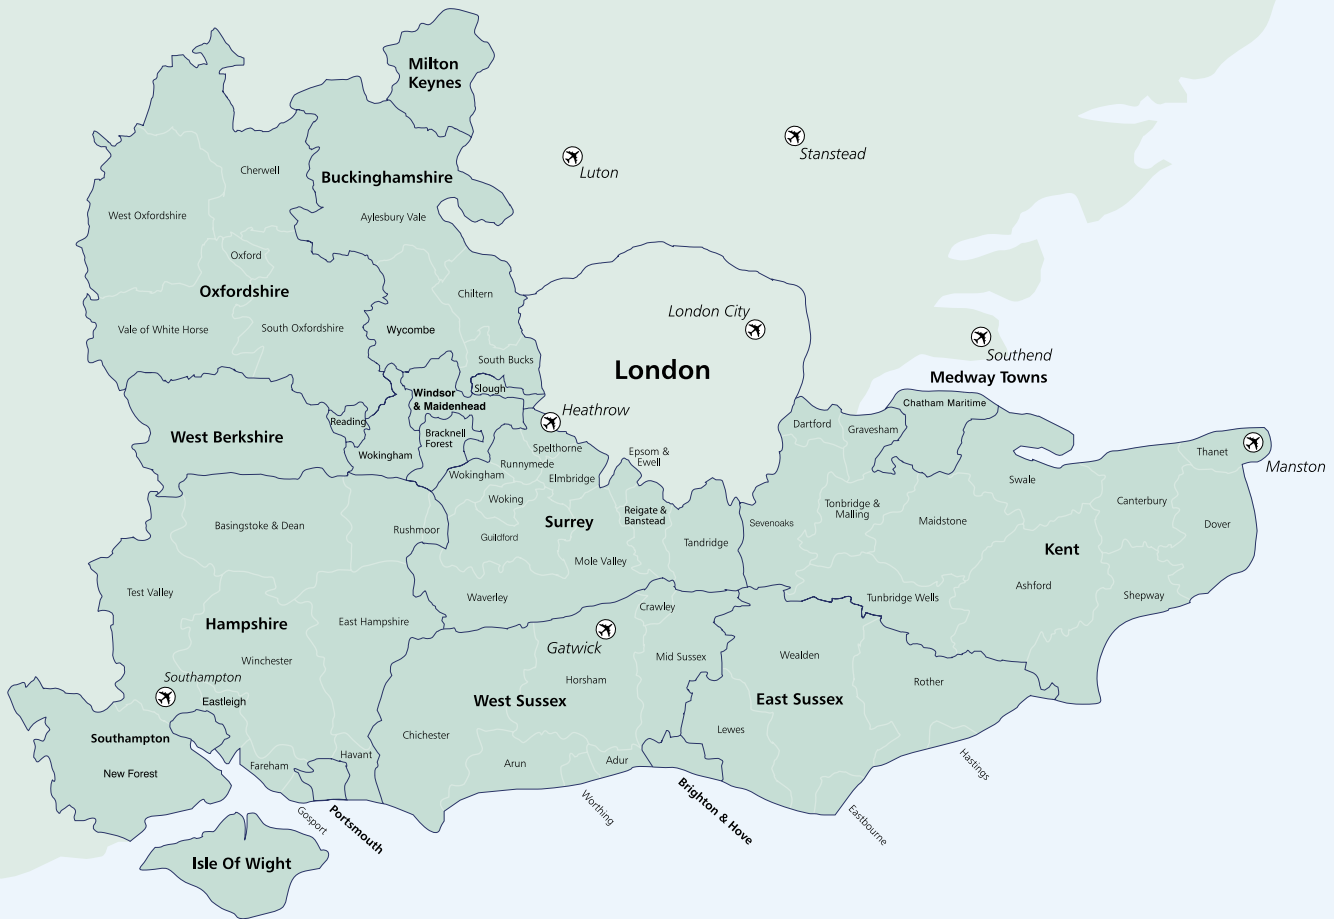 Milton
Keynes
Stanstead
Luton
Cherwell
Buckinghamshire
West Oxfordshire
Aylesbury Vale
Oxford
Oxfordshire
Chiltern
London City
Vale of White Horse
South Oxfordshire
Wycombe
South Bucks
Southend
London
Medway Towns
Slough
Windsor
& Maidenhead
Chatham Maritime
Heathrow
Reading
West Berkshire
Bracknell
Forest
Dartford
Gravesham
Wokingham
Spelthorne
Epsom &
Ewell
Thanet
Manston
Runnymede
Wokingham
Elmbridge
Swale
Woking
Canterbury
Tonbridge &
Malling
Reigate &
Banstead
Surrey
Basingstoke & Dean
Rushmoor
Sevenoaks
Maidstone
Dover
Guildford
Tandridge
Kent
Mole Valley
Ashford
Test Valley
Waverley
Tunbridge Wells
Shepway
Crawley
Hampshire
East Hampshire
Gatwick
Mid Sussex
Wealden
Winchester
Southampton
Horsham
Rother
Eastleigh
West Sussex
East Sussex
Lewes
Southampton
Chichester
Havant
Adur
Arun
Fareham
New Forest
Hastings
Worthing
Brighton & Hove
Eastbourne
Gosport
Portsmouth
Isle Of Wight